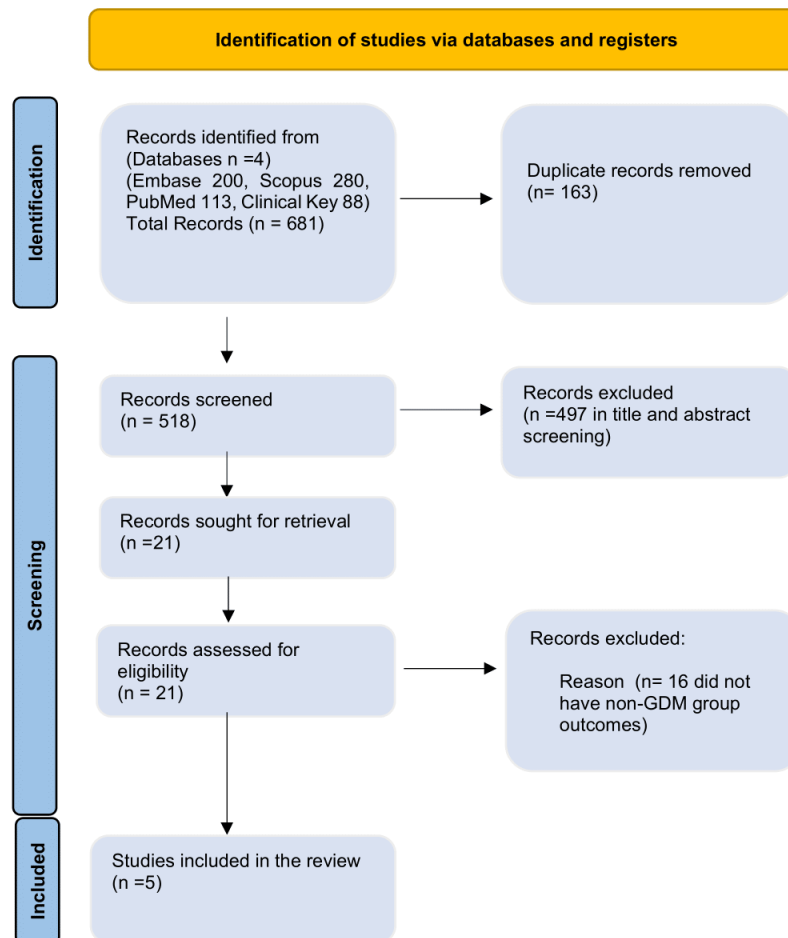 Identification of studies via databases and registers
Identification
Records identified from
(Databases n =4)
(Embase 200, Scopus 280,
PubMed 113, Clinical Key 88)
Total Records (n = 681)
Duplicate records removed
(n= 163)
Screening
Records screened
(n = 518)
Records excluded
(n =497 in title and abstract
screening)
Records sought for retrieval
(n =21)
Records assessed for
eligibility
(n = 21)
Records excluded:
Reason (n= 16 did not
have non-GDM group
outcomes)
Included
Studies included in the review
(n =5)